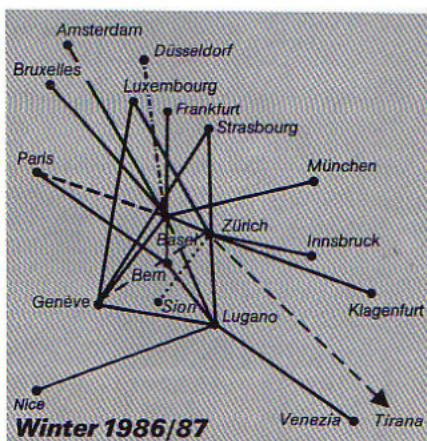 Amsterdam
Düsseldorf
Bruxelles
Luxembourg
Frankfurt
Strasbourg
Paris
München
Zürich
Basel
Innsbruck
Bern
Genève
Sion
Lugano
Klagenfurt
Nice
Venezia
Tirana
Winter 1986/87